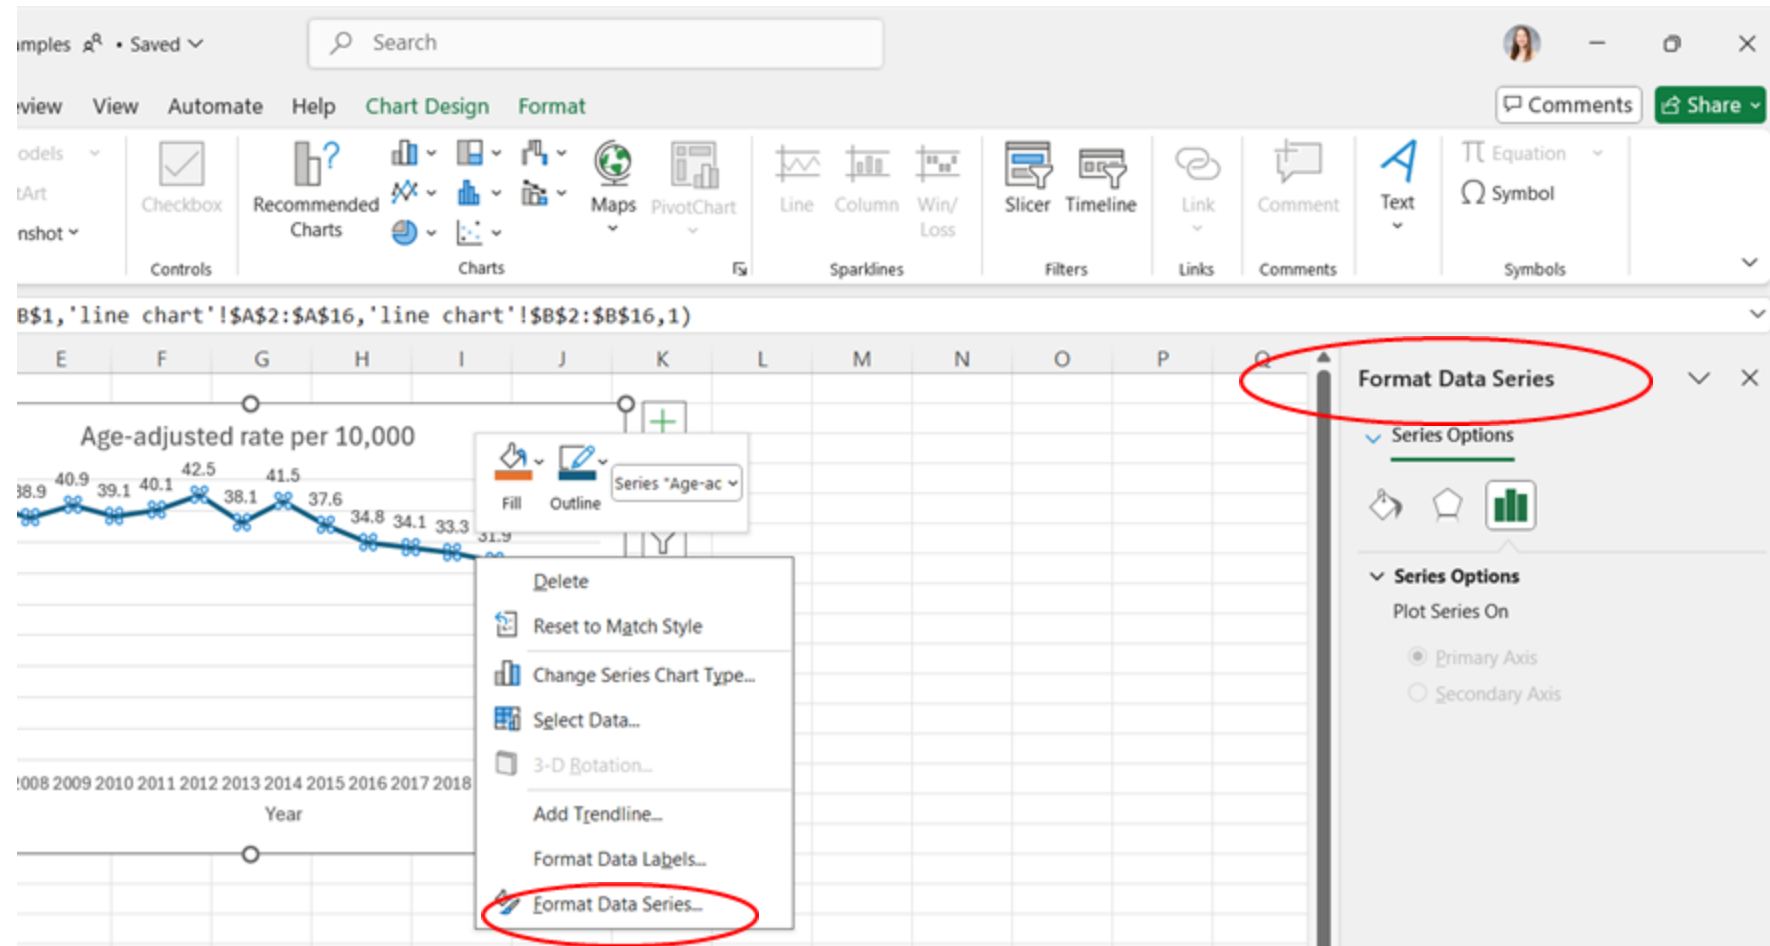 Saved
Search
View Automate Help Chart Design Format
Comments Share
Equation
Symbol
Checkbox
Recommended
Charts
Maps PivotChart
Line Column Win/
Loss
Slicer Timeline
Link
Comment
Text
Controls Charts Sparklines Filters Links Comments Symbols
B$1,'line chart'!$A$2:$A$16,'line chart'!$B$2:$B$16,1)
E F G H I J K L M N O P Q
Format Data Series
Series Options
Age-adjusted rate per 10,000
38.9 40.9 39.1 40.1 42.5 38.1 41.5 37.6 34.8 34.1 33.3 31.9
Fill Outline
Series "Age-ac
Series Options
Plot Series On
Primary Axis
Secondary Axis
Delete
Reset to Match Style
Change Series Chart Type...
Select Data...
3-D Rotation...
Add Trendline...
Format Data Labels...
Format Data Series...
2008 2009 2010 2011 2012 2013 2014 2015 2016 2017 2018
Year